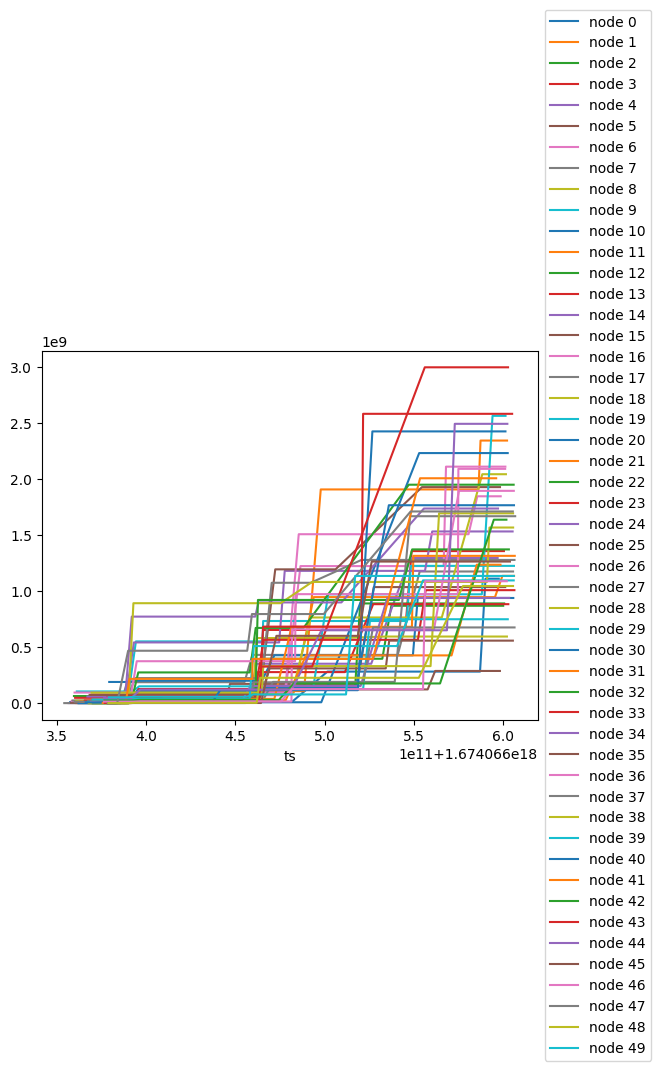 node 0
node 1
node 2
node 3
node 4
node 5
node 6
node 7
node 8
node 9
node 10
node 11
node 12
node 13
node 14
node 15
node 16
node 17
node 18
node 19
node 20
node 21
node 22
node 23
node 24
node 25
node 26
node 27
node 28
node 29
node 30
node 31
node 32
node 33
node 34
node 35
node 36
node 37
node 38
node 39
node 40
node 41
node 42
node 43
node 44
node 45
node 46
node 47
node 48
node 49
1e9
3.0
2.5
2.0
1.5
1.0
0.5
0.0
3.5 4.0 4.5 5.0 5.5 6.0
ts
1e11+1.674066e18